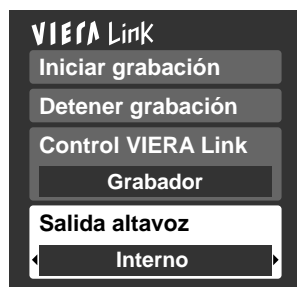 VIERA Link
Iniciar grabación
Detener grabación
Control VIERA Link
Grabador
Salida altavoz
Interno